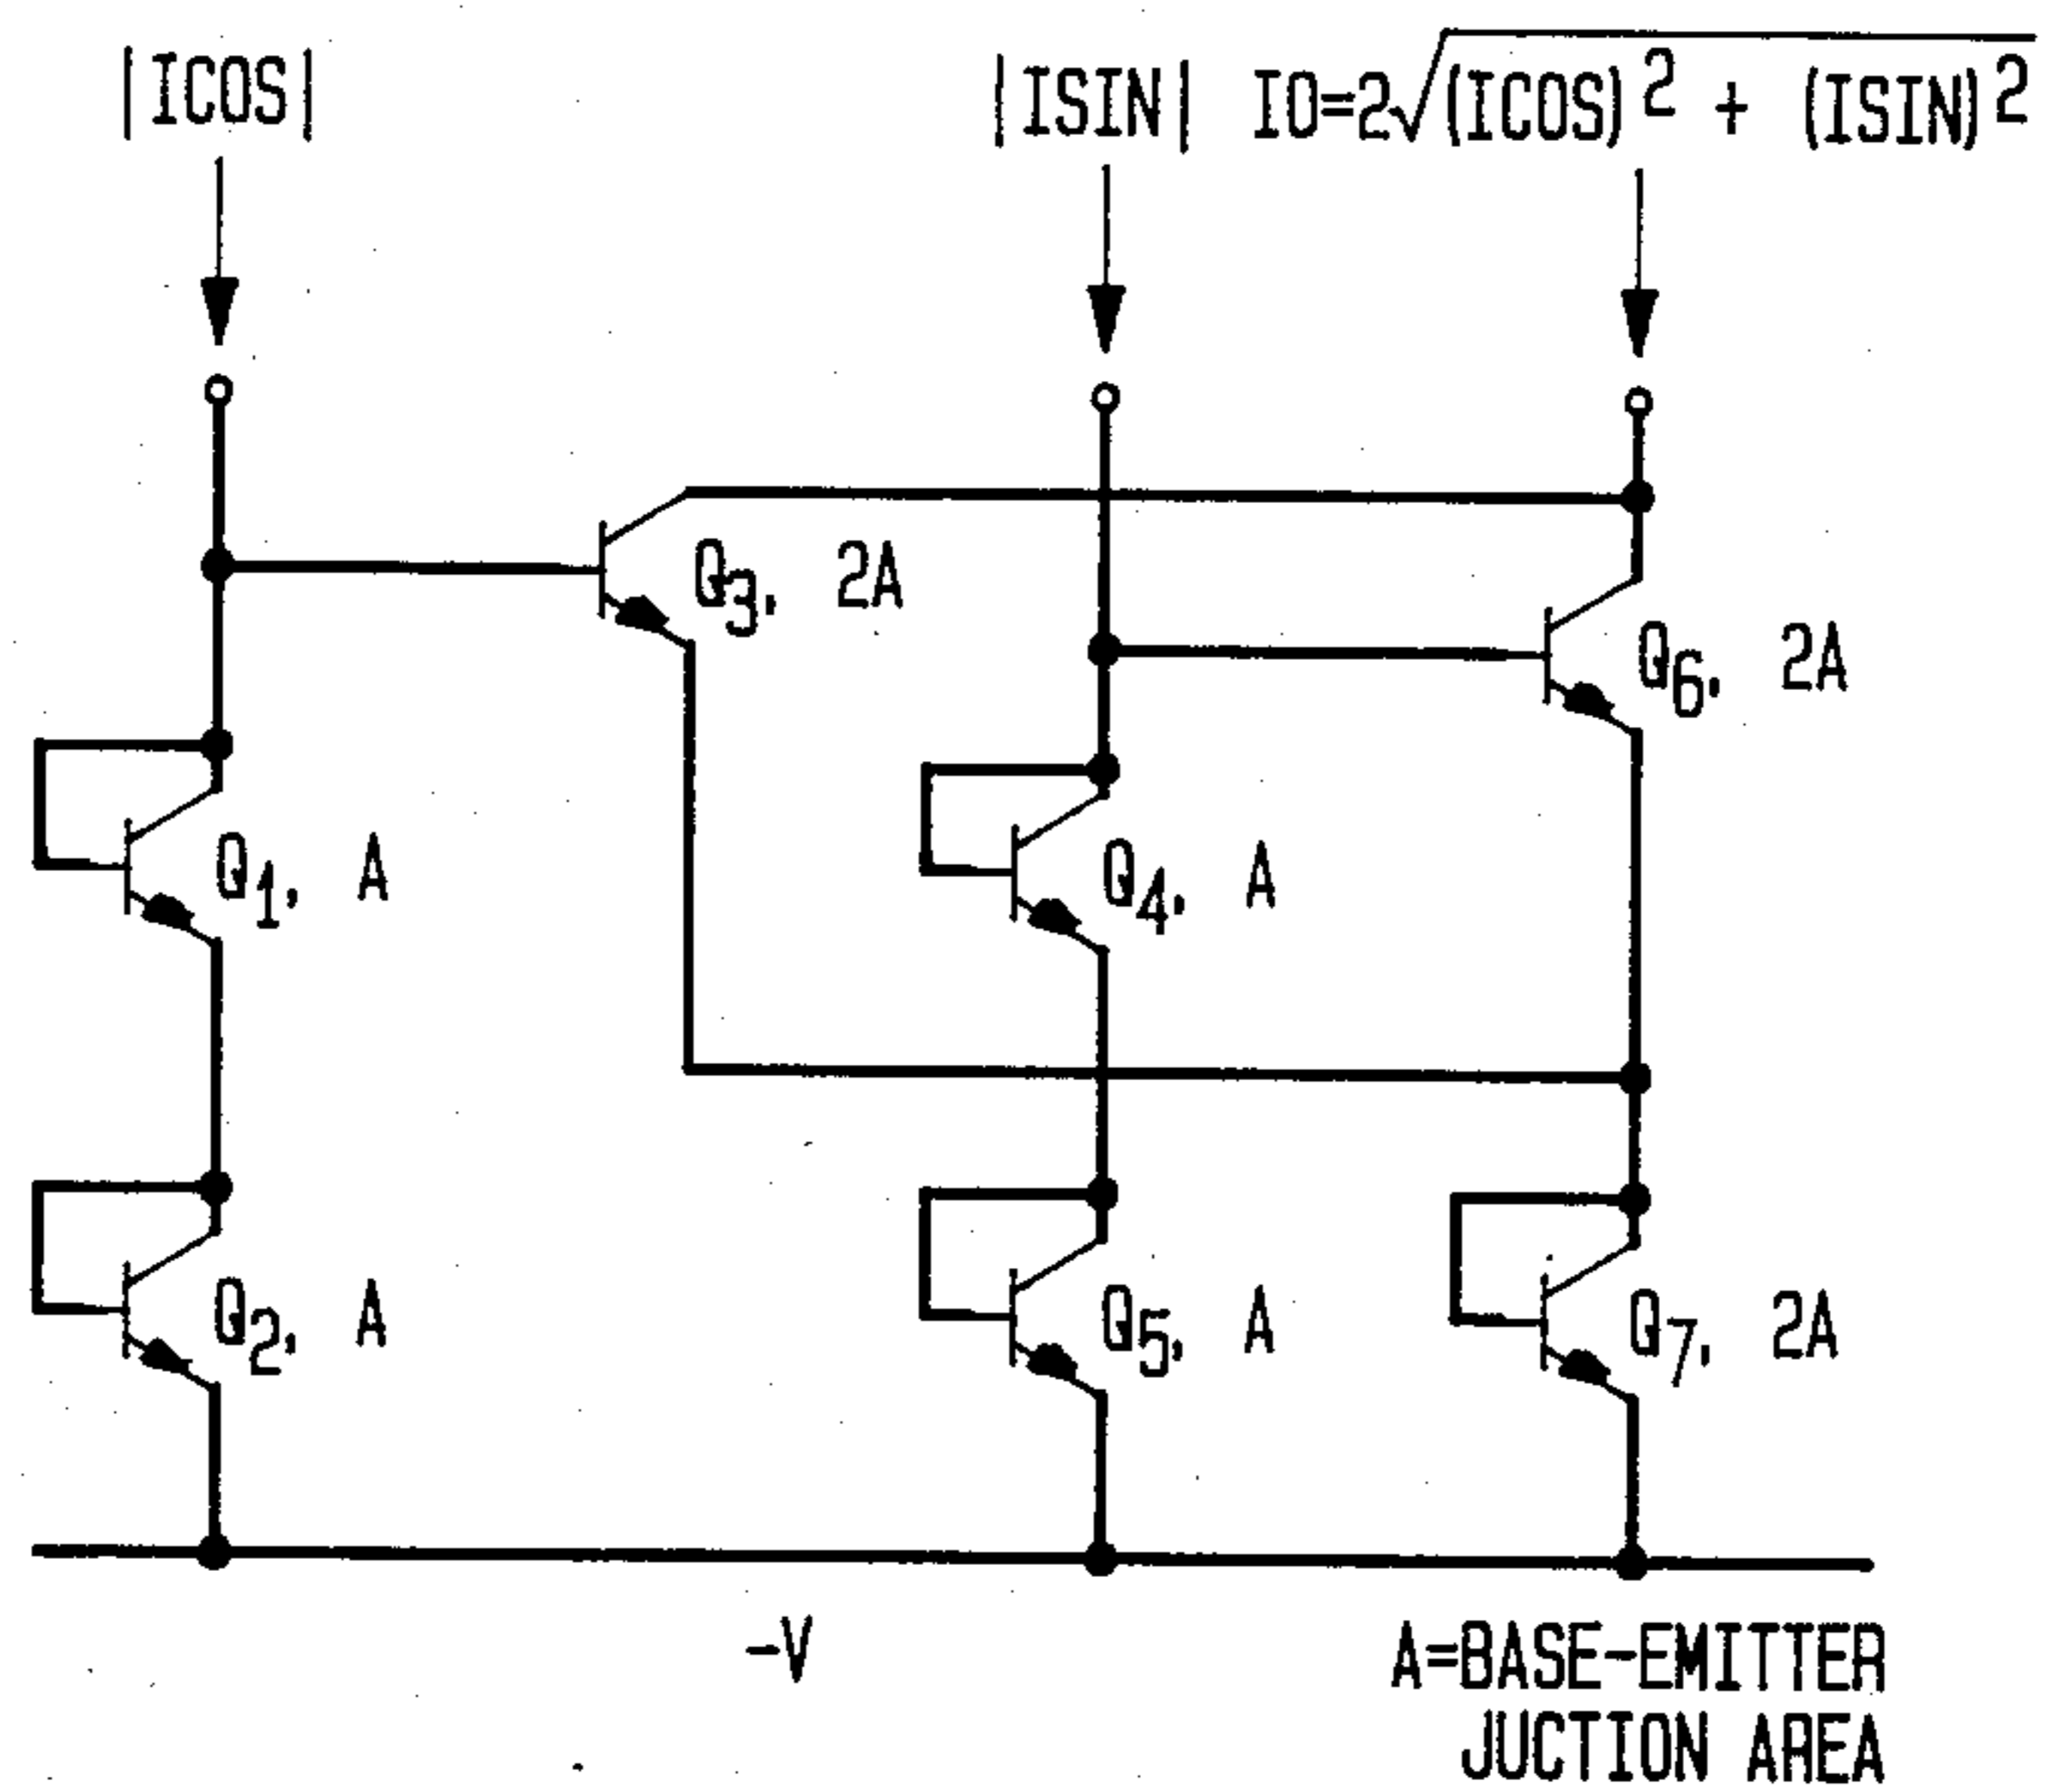 |ICOS|
|ISIN|
IO=2√(ICOS)² + (ISIN)²
Q3, 2A
Q6, 2A
Q1, A
Q4, A
Q2, A
Q5, A
Q7, 2A
-V
A=BASE-EMITTER
JUCTION AREA